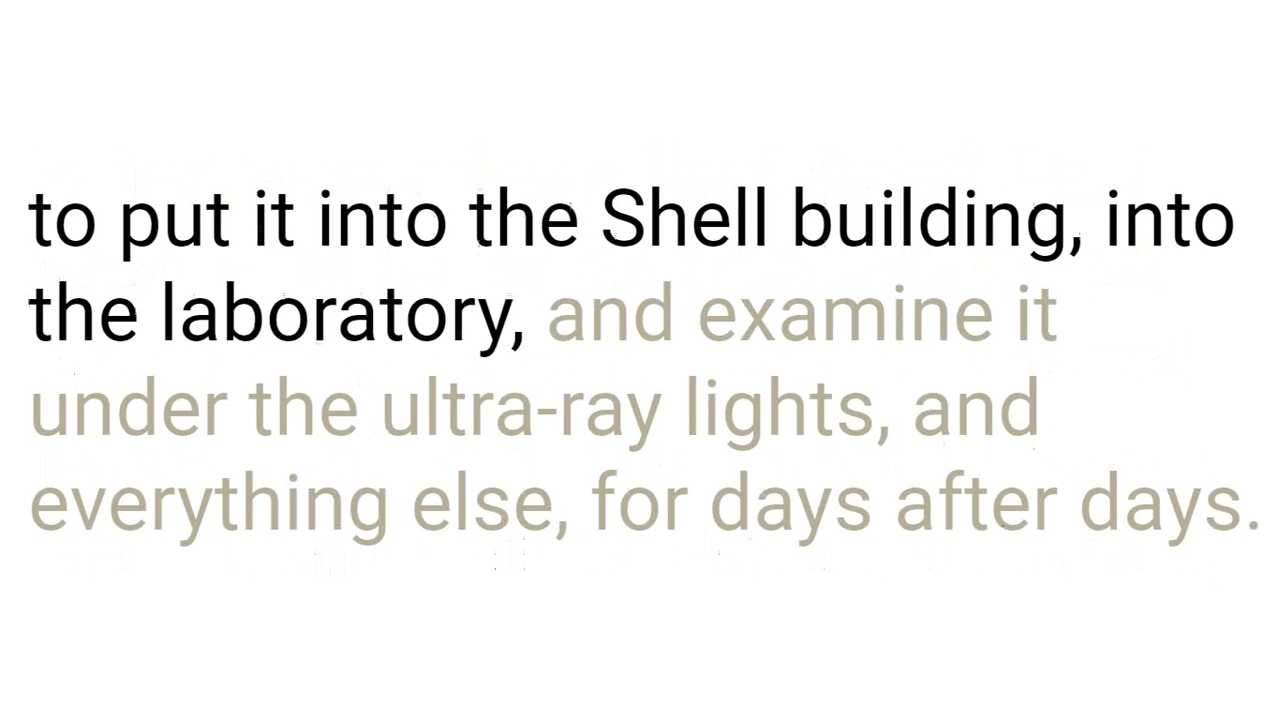 to put it into the Shell building, into
the laboratory, and examine it
under the ultra-ray lights, and
everything else, for days after days.